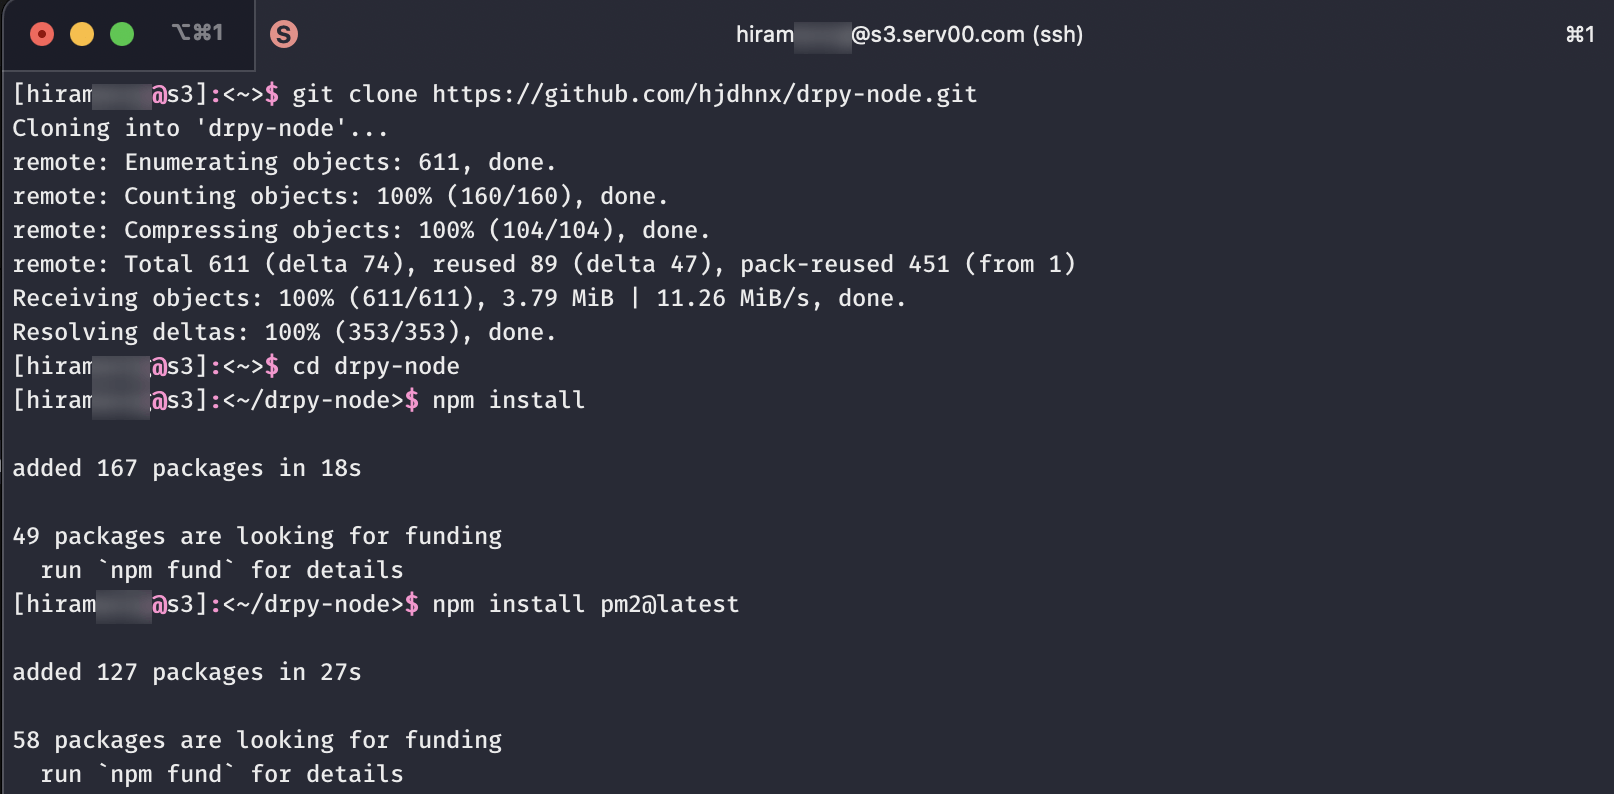 ⌥⌘1 S hiram @s3.serv00.com (ssh) ⌘1
[hiram @s3]:<~>$ git clone https://github.com/hjdhnx/drpy-node.git
Cloning into 'drpy-node'...
remote: Enumerating objects: 611, done.
remote: Counting objects: 100% (160/160), done.
remote: Compressing objects: 100% (104/104), done.
remote: Total 611 (delta 74), reused 89 (delta 47), pack-reused 451 (from 1)
Receiving objects: 100% (611/611), 3.79 MiB | 11.26 MiB/s, done.
Resolving deltas: 100% (353/353), done.
[hiram @s3]:<~>$ cd drpy-node
[hiram @s3]:<~/drpy-node>$ npm install
added 167 packages in 18s
49 packages are looking for funding
  run `npm fund` for details
[hiram @s3]:<~/drpy-node>$ npm install pm2@latest
added 127 packages in 27s
58 packages are looking for funding
  run `npm fund` for details